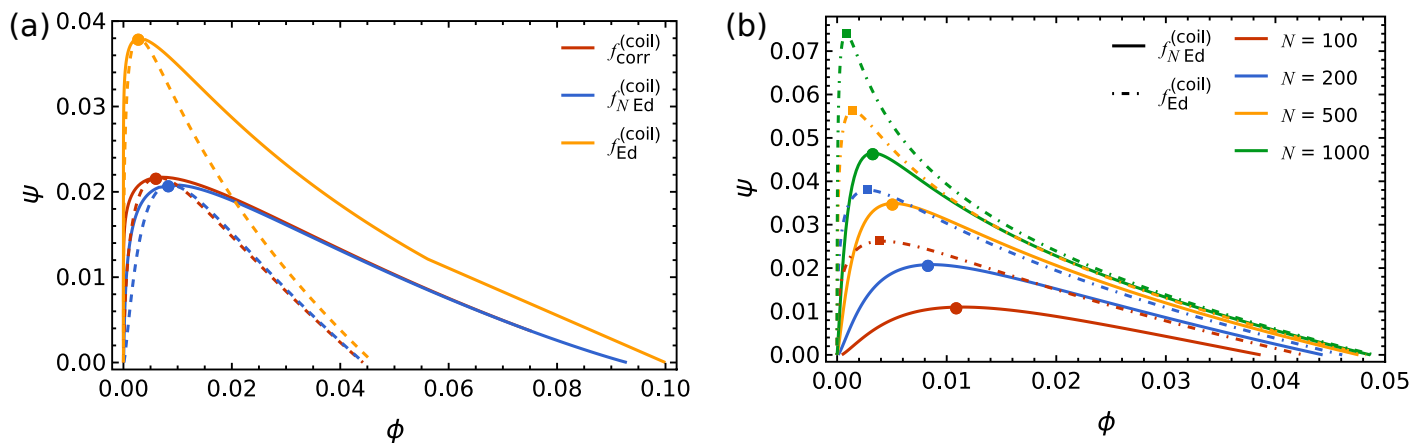 (a)
0.04
0.03
0.02
0.01
0.00
ψ
0.00 0.02 0.04 0.06 0.08 0.10
ϕ
f_corr^(coil)
f_N Ed^(coil)
f_Ed^(coil)
(b)
0.07
0.06
0.05
0.04
0.03
0.02
0.01
0.00
ψ
0.00 0.01 0.02 0.03 0.04 0.05
ϕ
f_N Ed^(coil)
f_Ed^(coil)
N = 100
N = 200
N = 500
N = 1000